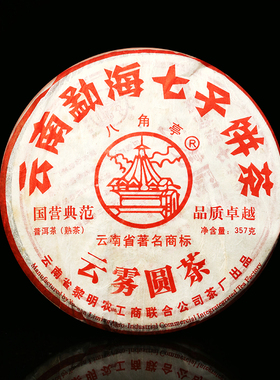 云南勐海七子饼茶
八角亭
®
国营典范
品质卓越
普洱茶（熟茶）
净含量：357克
云南省著名商标
云雾圆茶
云南省黎明农工商联合公司茶厂出品